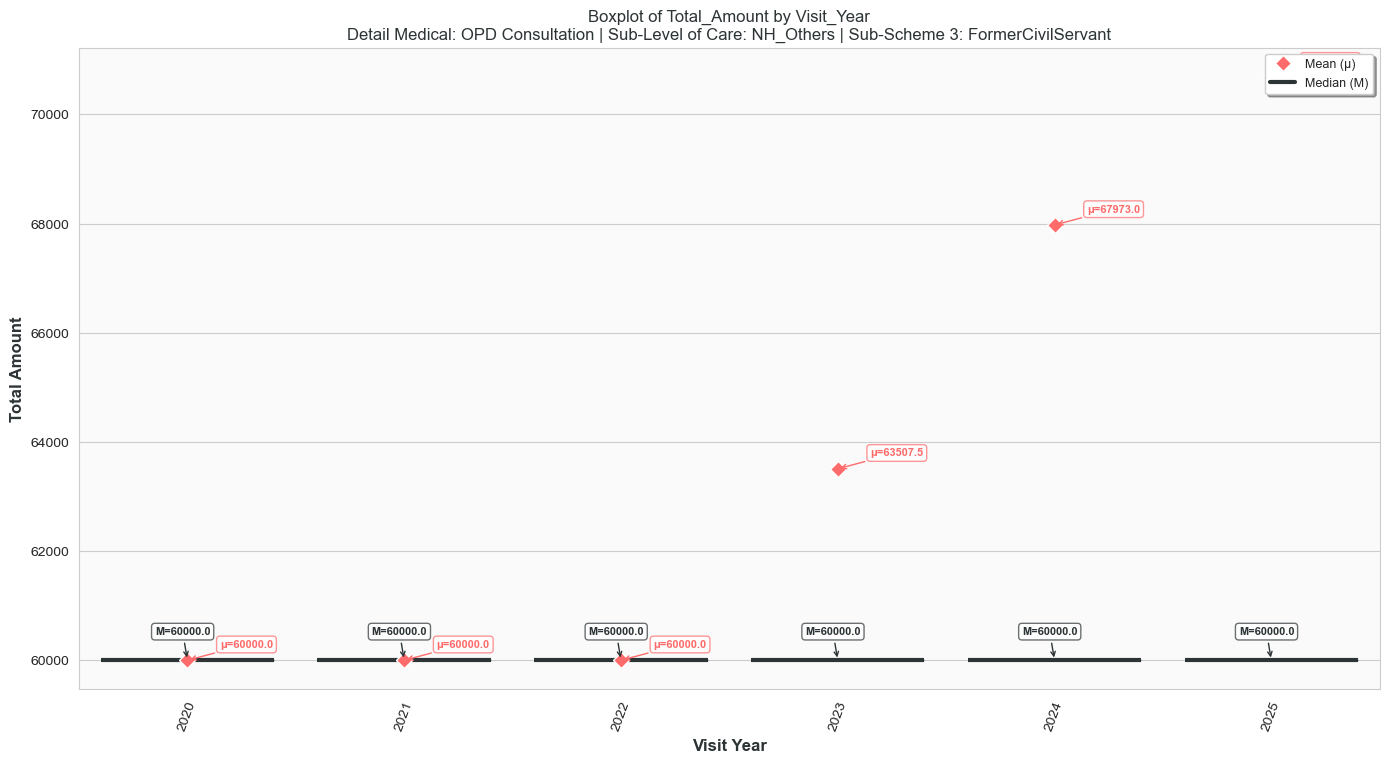 Boxplot of Total_Amount by Visit_Year
Detail Medical: OPD Consultation | Sub-Level of Care: NH_Others | Sub-Scheme 3: FormerCivilServant
Mean (μ)
Median (M)
Total Amount
70000
68000
66000
64000
62000
60000
μ=67973.0
μ=63507.5
M=60000.0
μ=60000.0
M=60000.0
μ=60000.0
M=60000.0
μ=60000.0
M=60000.0
M=60000.0
M=60000.0
2020
2021
2022
2023
2024
2025
Visit Year